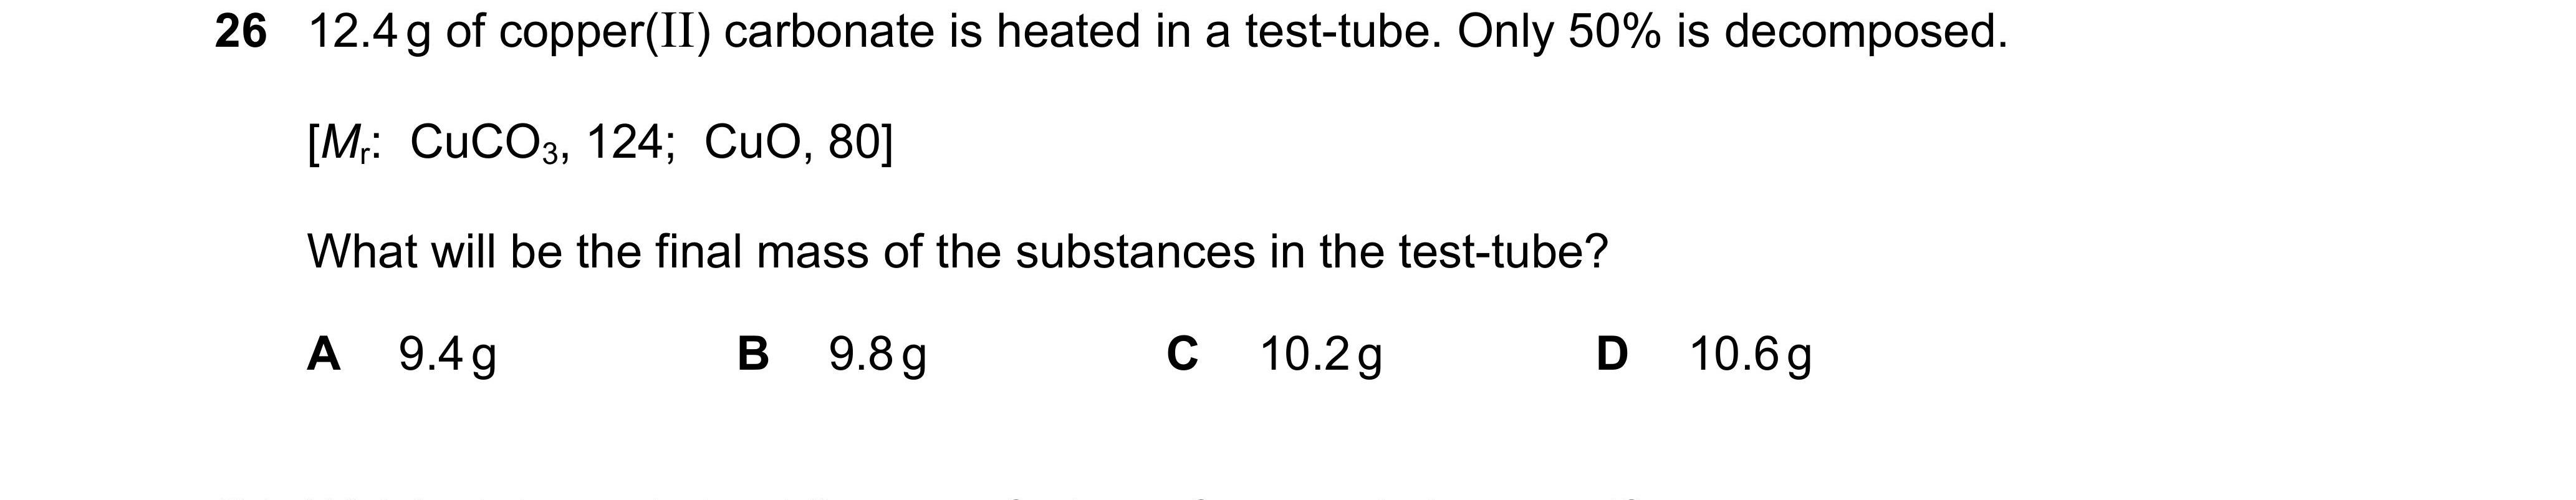 26 12.4 g of copper(II) carbonate is heated in a test-tube. Only 50% is decomposed.
[Mr: CuCO3, 124; CuO, 80]
What will be the final mass of the substances in the test-tube?
A 9.4 g B 9.8 g C 10.2 g D 10.6 g